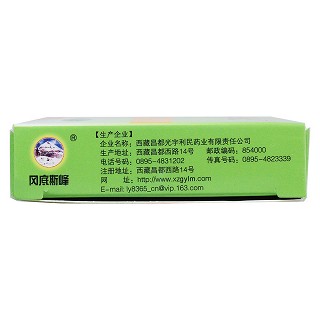 ®
冈底斯峰
【生产企业】
企业名称：西藏昌都光宇利民药业有限责任公司
生产地址：西藏昌都西路14号 邮政编码：854000
电话号码：0895-4831202 传真号码：0895-4823339
注册地址：西藏昌都西路14号
网 址：http://www.xzgylm.com
E-mail：ly8365_cn@vip.163.com